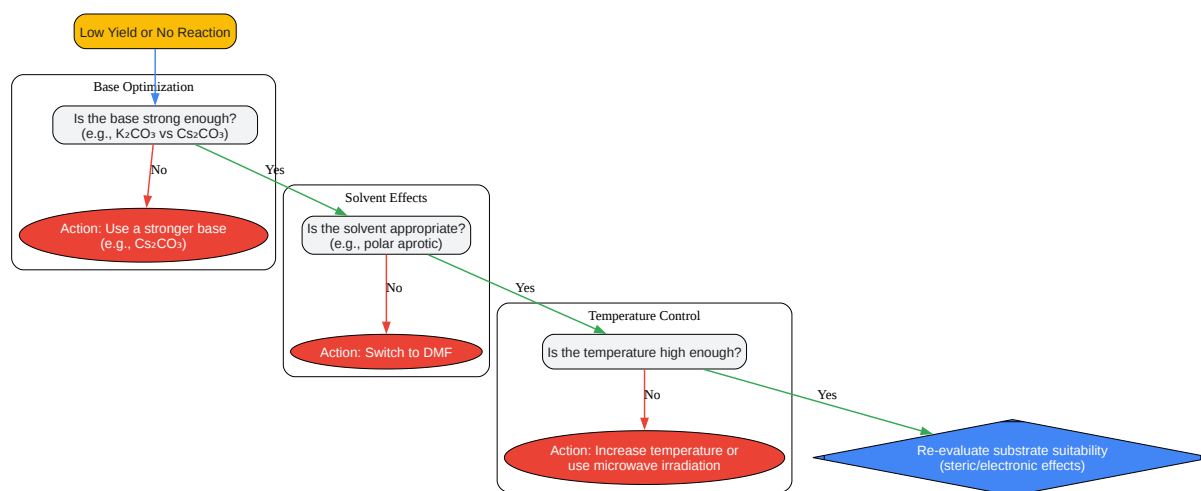 Low Yield or No Reaction
Base Optimization
Is the base strong enough?
(e.g., K₂CO₃ vs Cs₂CO₃)
No
Yes
Action: Use a stronger base
(e.g., Cs₂CO₃)
Solvent Effects
Is the solvent appropriate?
(e.g., polar aprotic)
No
Yes
Action: Switch to DMF
Temperature Control
Is the temperature high enough?
No
Yes
Action: Increase temperature or
use microwave irradiation
Re-evaluate substrate suitability
(steric/electronic effects)